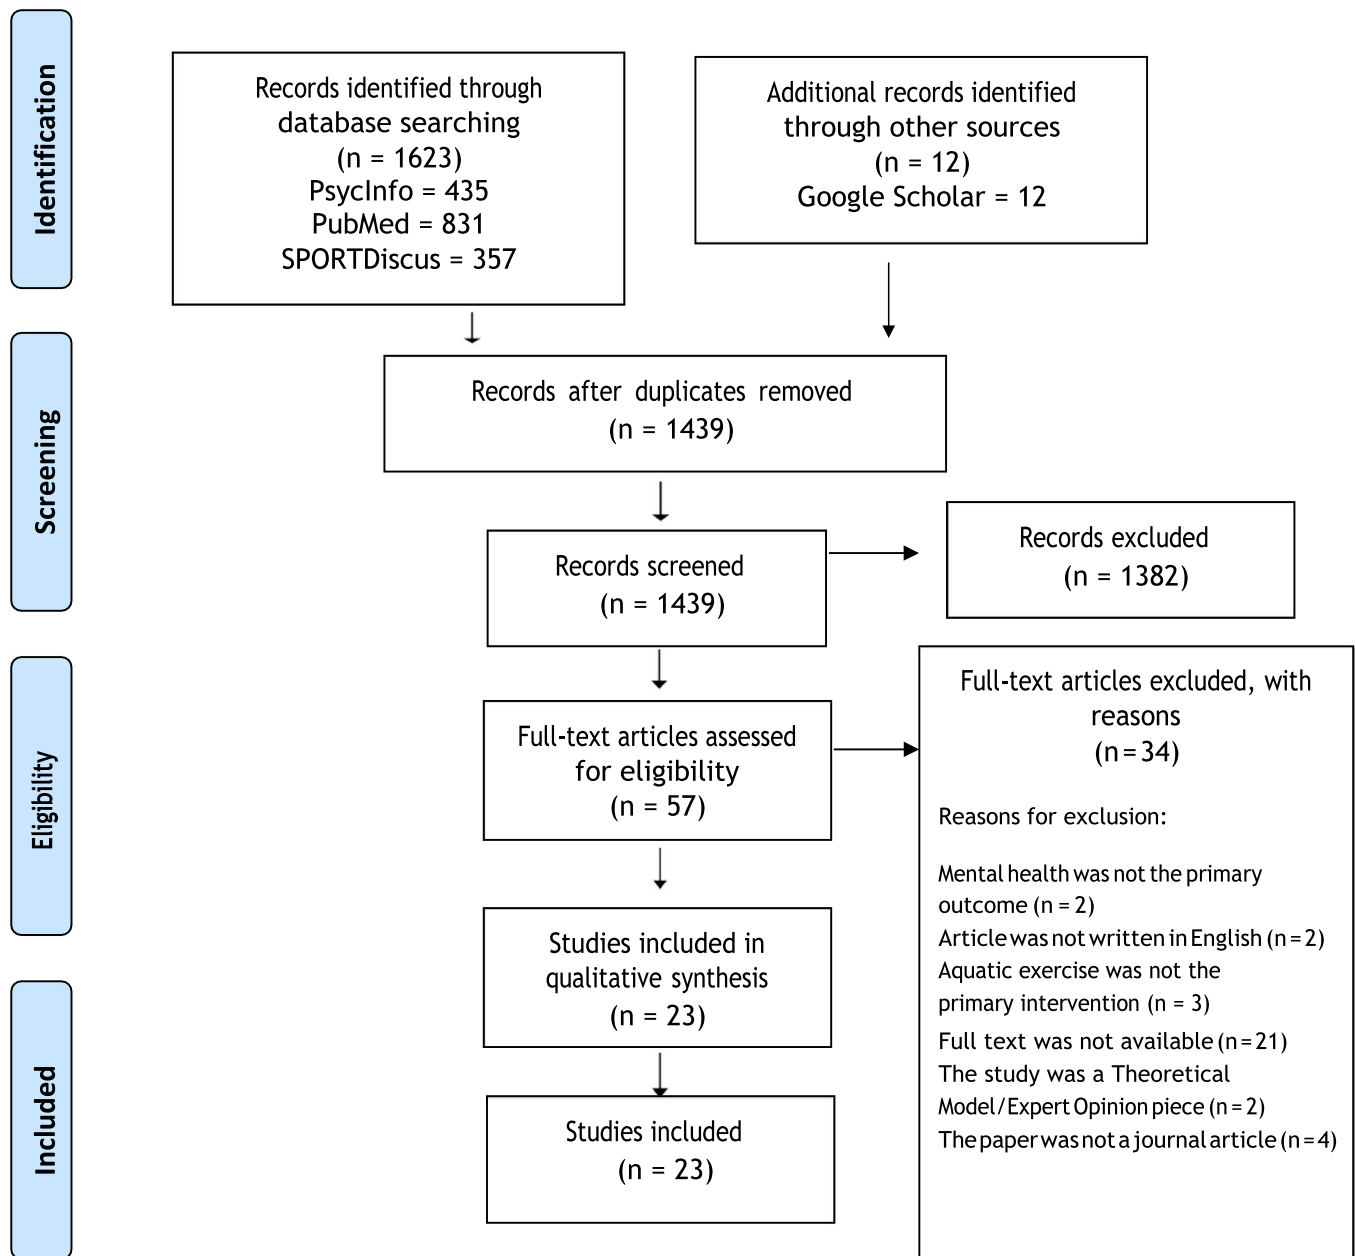 Identification
Records identified through
database searching
(n = 1623)
PsycInfo = 435
PubMed = 831
SPORTDiscus = 357
Additional records identified
through other sources
(n = 12)
Google Scholar = 12
Screening
Records after duplicates removed
(n = 1439)
Records screened
(n = 1439)
Records excluded
(n = 1382)
Eligibility
Full-text articles assessed
for eligibility
(n = 57)
Full-text articles excluded, with
reasons
(n = 34)
Reasons for exclusion:
Mental health was not the primary
outcome (n = 2)
Article was not written in English (n = 2)
Aquatic exercise was not the
primary intervention (n = 3)
Full text was not available (n = 21)
The study was a Theoretical
Model/Expert Opinion piece (n = 2)
The paper was not a journal article (n = 4)
Studies included in
qualitative synthesis
(n = 23)
Included
Studies included
(n = 23)